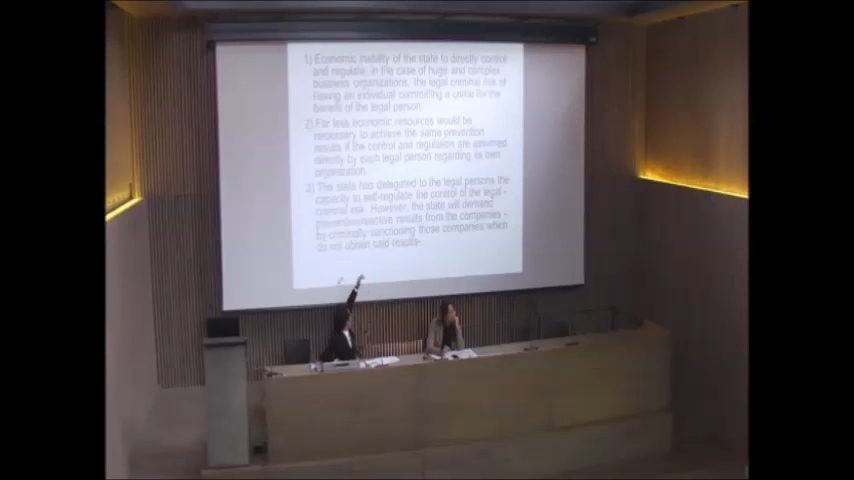 1) Economic inability of the state to directly control
and regulate, in the case of huge and complex
business organizations, the legal criminal risk of
having an individual committing a crime for the
benefit of the legal person.
2) Far less economic resources would be
necessary to achieve the same prevention
results if the control and regulation are assumed
directly by each legal person regarding its own
organization.
3) The state has delegated to the legal persons the
capacity to self-regulate the control of the legal-
criminal risk. However, the state will demand
preventive/reactive results from the companies -
by criminally-sanctioning those companies which
do not obtain said results-